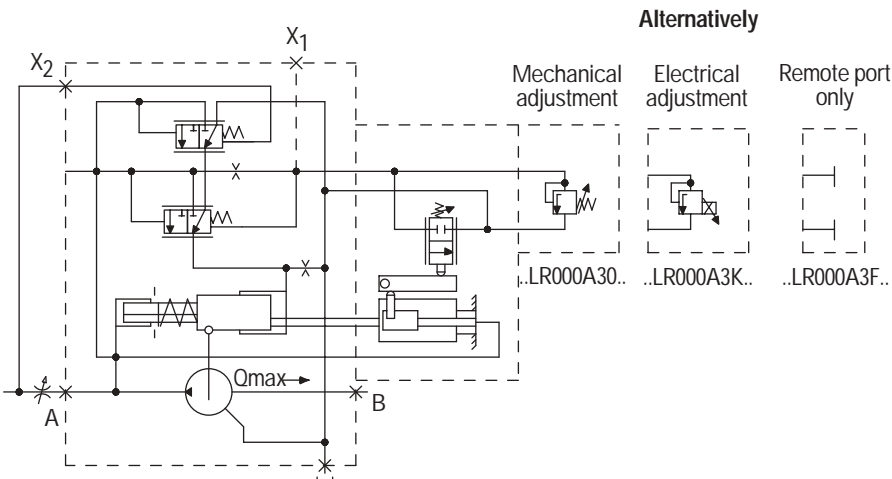 Alternatively
X1
X2
Mechanical adjustment
Electrical adjustment
Remote port only
..LR000A30..
..LR000A3K..
..LR000A3F..
Qmax
A
B